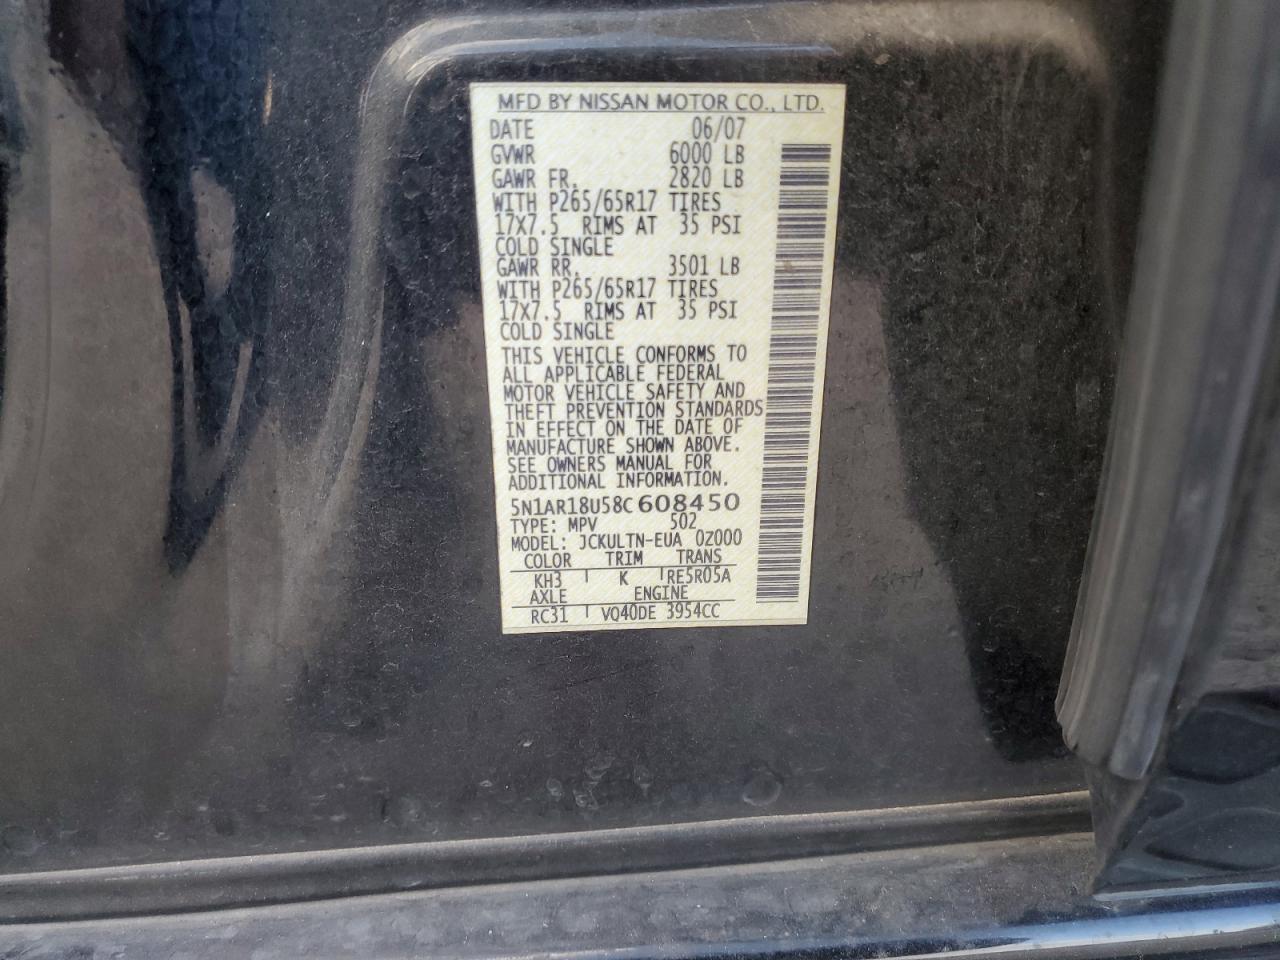 MFD BY NISSAN MOTOR CO., LTD.
DATE 06/07
GVWR 6000 LB
GAWR FR. 2820 LB
WITH P265/65R17 TIRES
17X7.5 RIMS AT 35 PSI
COLD SINGLE
GAWR RR. 3501 LB
WITH P265/65R17 TIRES
17X7.5 RIMS AT 35 PSI
COLD SINGLE
THIS VEHICLE CONFORMS TO
ALL APPLICABLE FEDERAL
MOTOR VEHICLE SAFETY AND
THEFT PREVENTION STANDARDS
IN EFFECT ON THE DATE OF
MANUFACTURE SHOWN ABOVE.
SEE OWNERS MANUAL FOR
ADDITIONAL INFORMATION.
5N1AR18U58C608450
TYPE: MPV 502
MODEL: JCKULTN-EUA 0Z000
COLOR TRIM TRANS
KH3 K RE5R05A
AXLE ENGINE
RC31 VQ40DE 3954CC